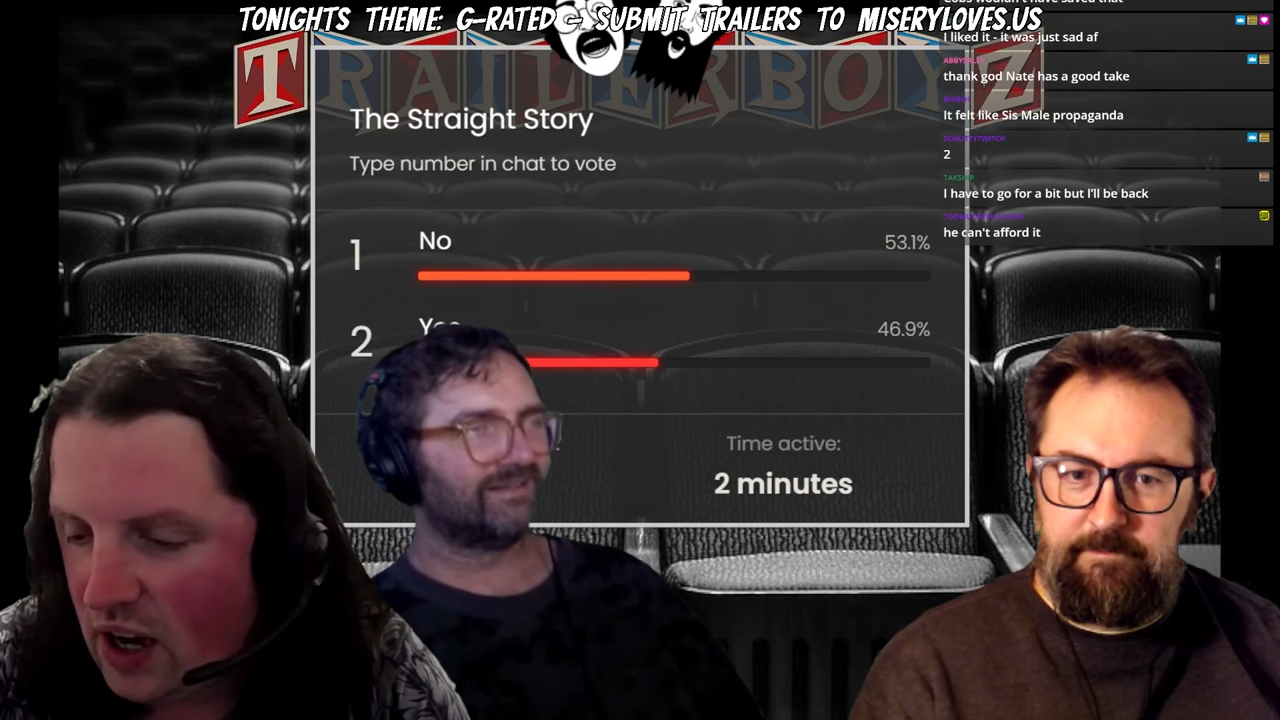 TONIGHTS THEME: G-RATED - SUBMIT TRAILERS TO MISERYLOVES.US
TRAILERBOYZ
The Straight Story
Type number in chat to vote
1 No 53.1%
2 Yes 46.9%
Time active:
2 minutes
I liked it - it was just sad af
thank god Nate has a good take
It felt like Sis Male propaganda
2
I have to go for a bit but I'll be back
he can't afford it